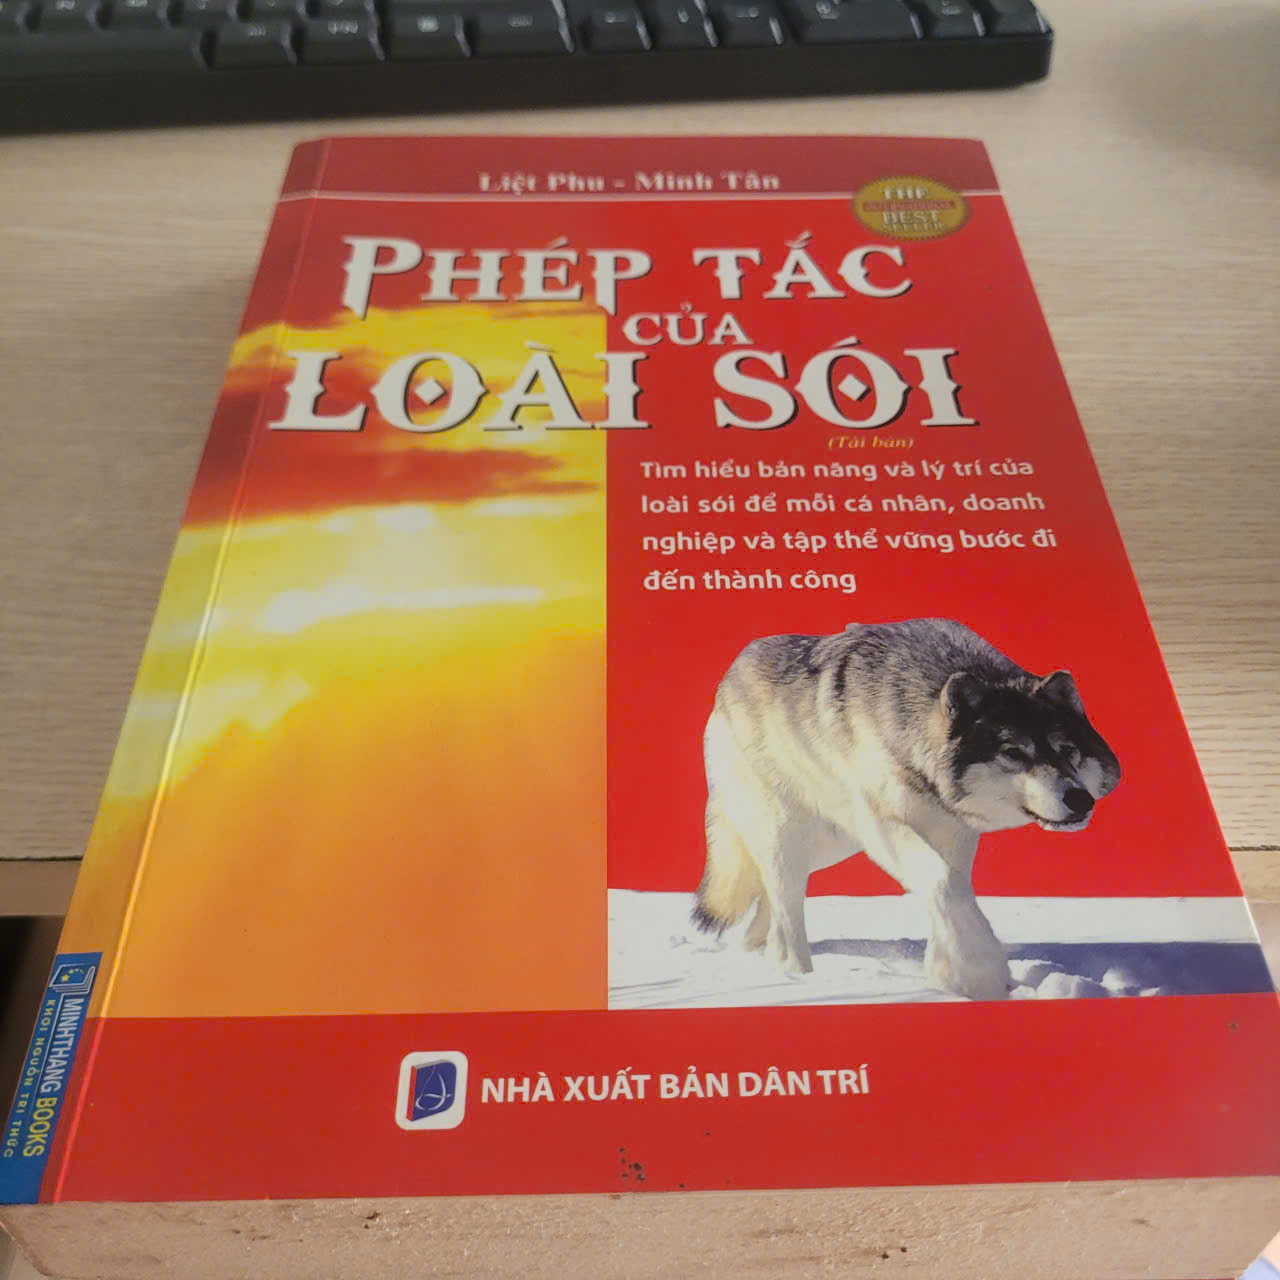 Liệt Phu - Minh Tân
THE
BEST
SELLER
PHÉP TẮC
CỦA
LOÀI SÓI
(Tái bản)
Tìm hiểu bản năng và lý trí của
loài sói để mỗi cá nhân, doanh
nghiệp và tập thể vững bước đi
đến thành công
MINHTHANG BOOKS
KHƠI NGUỒN TRI THỨC
NHÀ XUẤT BẢN DÂN TRÍ